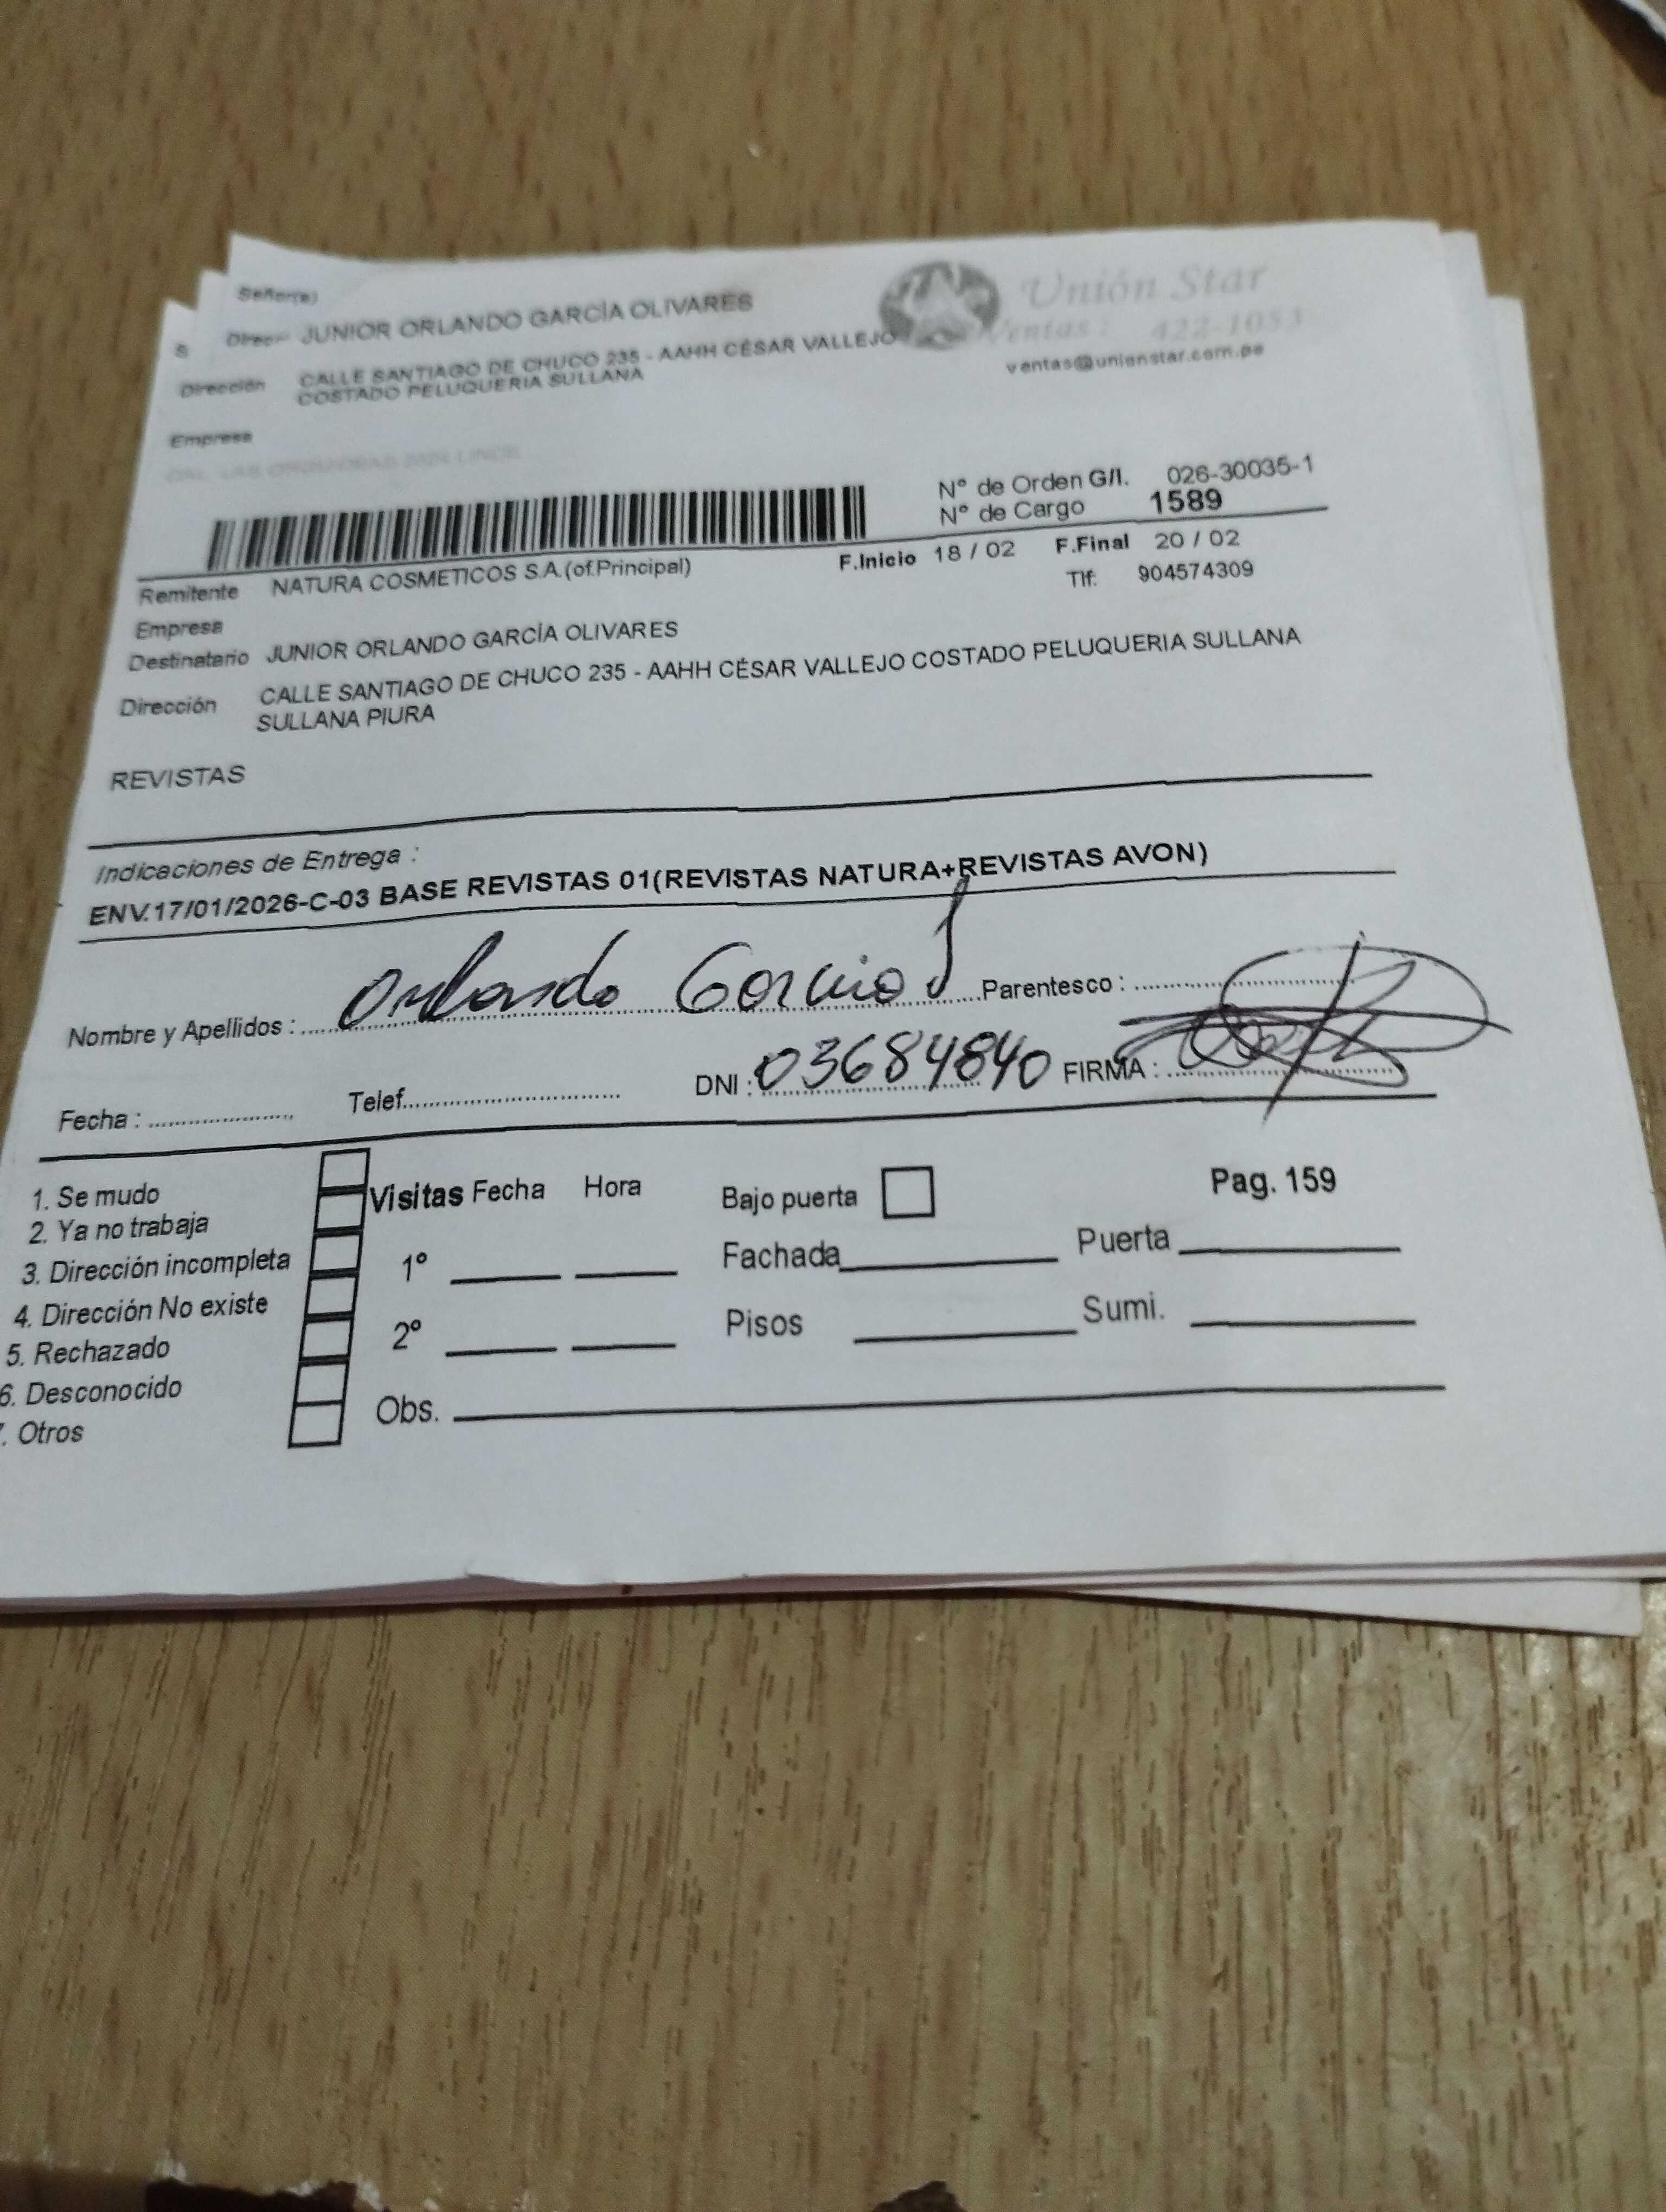 Señor(a)
Direc JUNIOR ORLANDO GARCÍA OLIVARES
S
Dirección CALLE SANTIAGO DE CHUCO 235 - AAHH CÉSAR VALLEJO
COSTADO PELUQUERIA SULLANA
Unión Star
Ventas : 422-1053
ventas@unionstar.com.pe
Empresa
Nº de Orden G/I. 026-30035-1
Nº de Cargo 1589
Remitente NATURA COSMETICOS S.A.(of.Principal) F.Inicio 18 / 02 F.Final 20 / 02
Tlf: 904574309
Empresa
Destinatario JUNIOR ORLANDO GARCÍA OLIVARES
Dirección CALLE SANTIAGO DE CHUCO 235 - AAHH CÉSAR VALLEJO COSTADO PELUQUERIA SULLANA
SULLANA PIURA
REVISTAS
Indicaciones de Entrega :
ENV.17/01/2026-C-03 BASE REVISTAS 01(REVISTAS NATURA+REVISTAS AVON)
Nombre y Apellidos : Orlando Garcia Parentesco :
Fecha : Telef. DNI : 03684840 FIRMA :
1. Se mudo
2. Ya no trabaja
3. Dirección incompleta
4. Dirección No existe
5. Rechazado
6. Desconocido
7. Otros
Visitas Fecha Hora
1º
2º
Obs.
Bajo puerta Pag. 159
Fachada Puerta
Pisos Sumi.